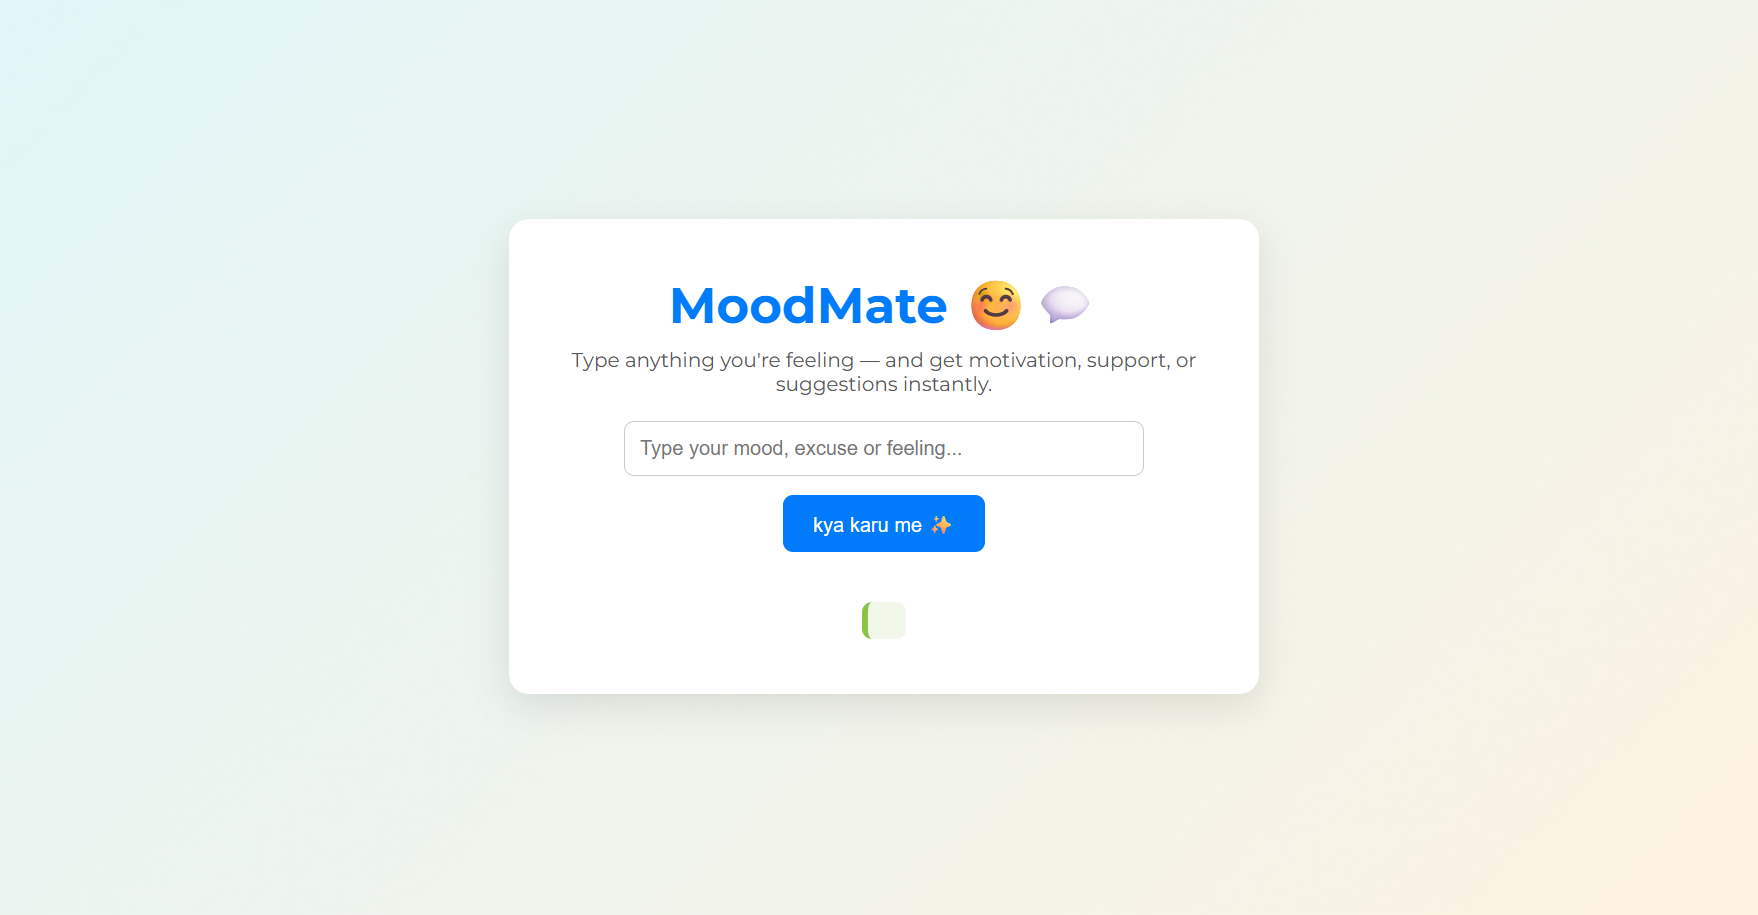 MoodMate 😊 💬
Type anything you're feeling — and get motivation, support, or
suggestions instantly.
Type your mood, excuse or feeling...
kya karu me ✨